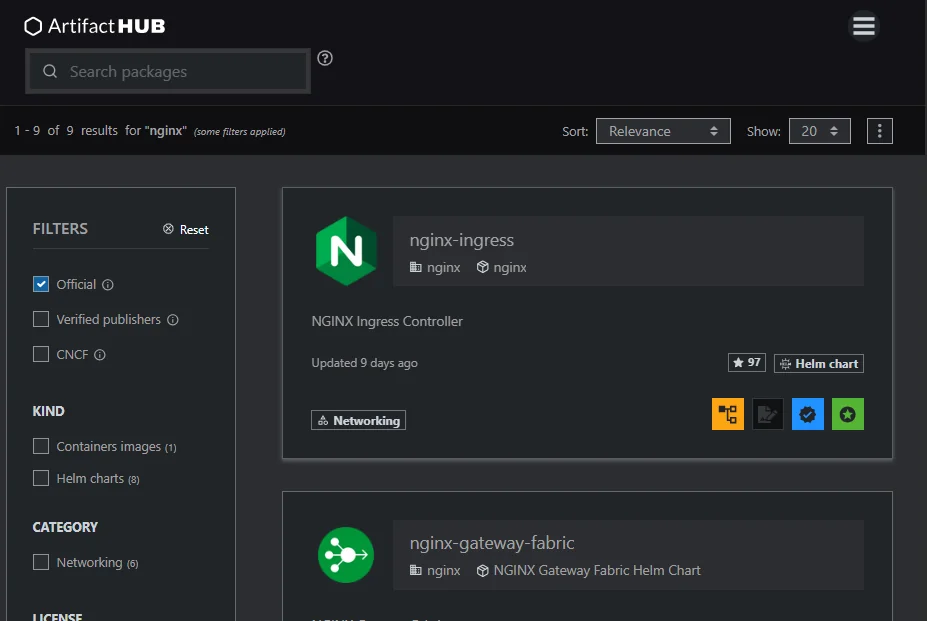 ArtifactHUB
Search packages
1 - 9 of 9 results for "nginx" (some filters applied)
Sort: Relevance Show: 20
FILTERS Reset
Official
Verified publishers
CNCF
KIND
Containers images (1)
Helm charts (8)
CATEGORY
Networking (6)
LICENSE
N
nginx-ingress
nginx nginx
NGINX Ingress Controller
Updated 9 days ago
97 Helm chart
Networking
nginx-gateway-fabric
nginx NGINX Gateway Fabric Helm Chart